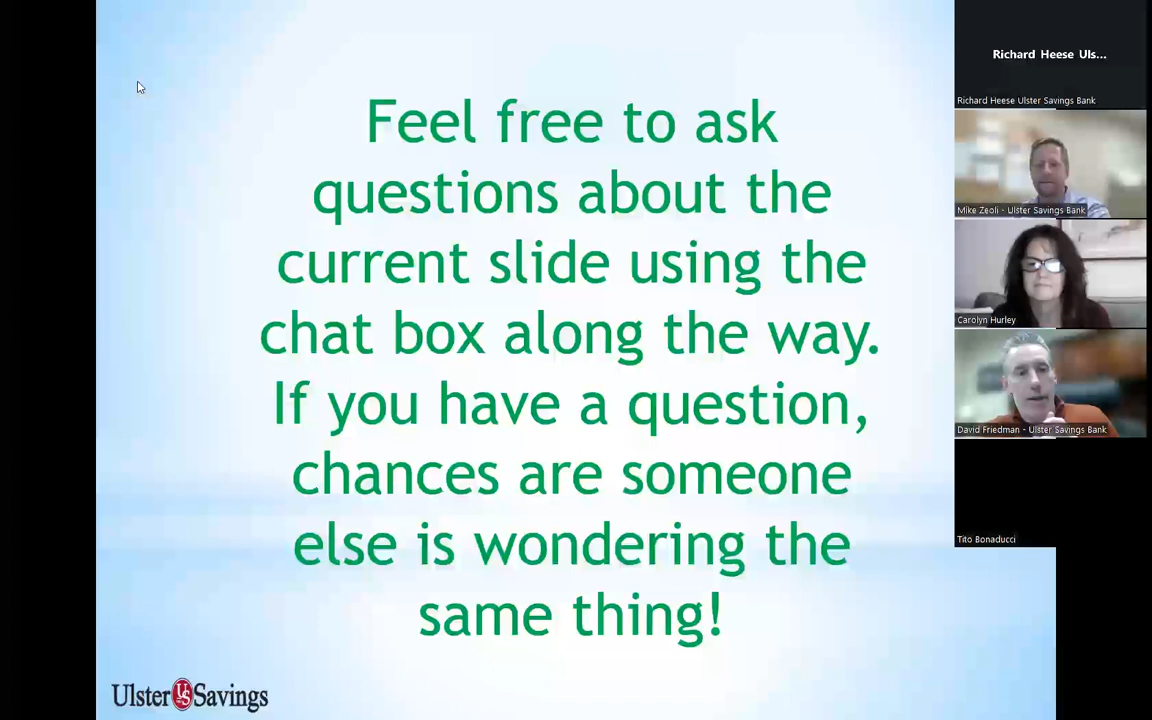 Feel free to ask
questions about the
current slide using the
chat box along the way.
If you have a question,
chances are someone
else is wondering the
same thing!
Ulster US Savings
Richard Heese Uls...
Richard Heese Ulster Savings Bank
Mike Zeoli - Ulster Savings Bank
Carolyn Hurley
David Friedman - Ulster Savings Bank
Tito Bonaducci